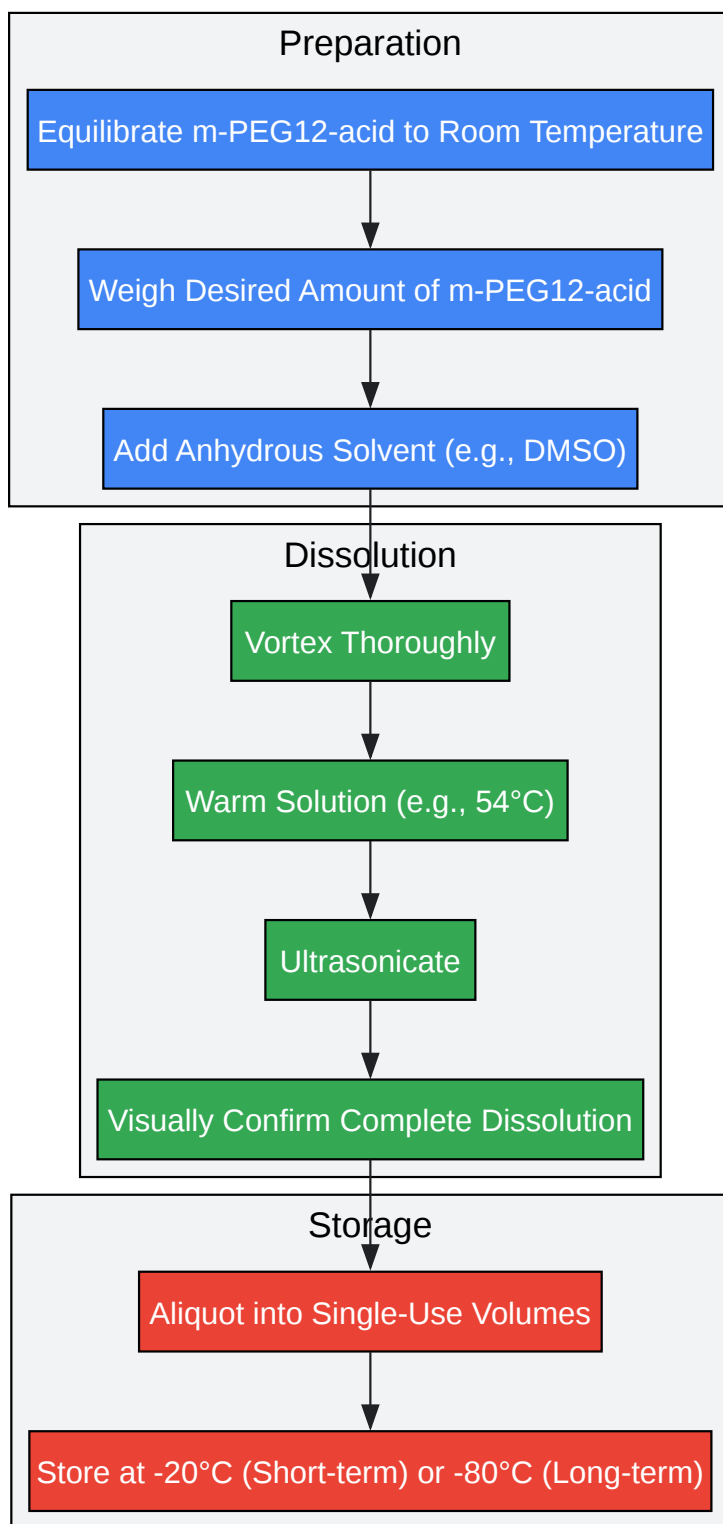 Preparation
Equilibrate m-PEG12-acid to Room Temperature
Weigh Desired Amount of m-PEG12-acid
Add Anhydrous Solvent (e.g., DMSO)
Dissolution
Vortex Thoroughly
Warm Solution (e.g., 54°C)
Ultrasonicate
Visually Confirm Complete Dissolution
Storage
Aliquot into Single-Use Volumes
Store at -20°C (Short-term) or -80°C (Long-term)